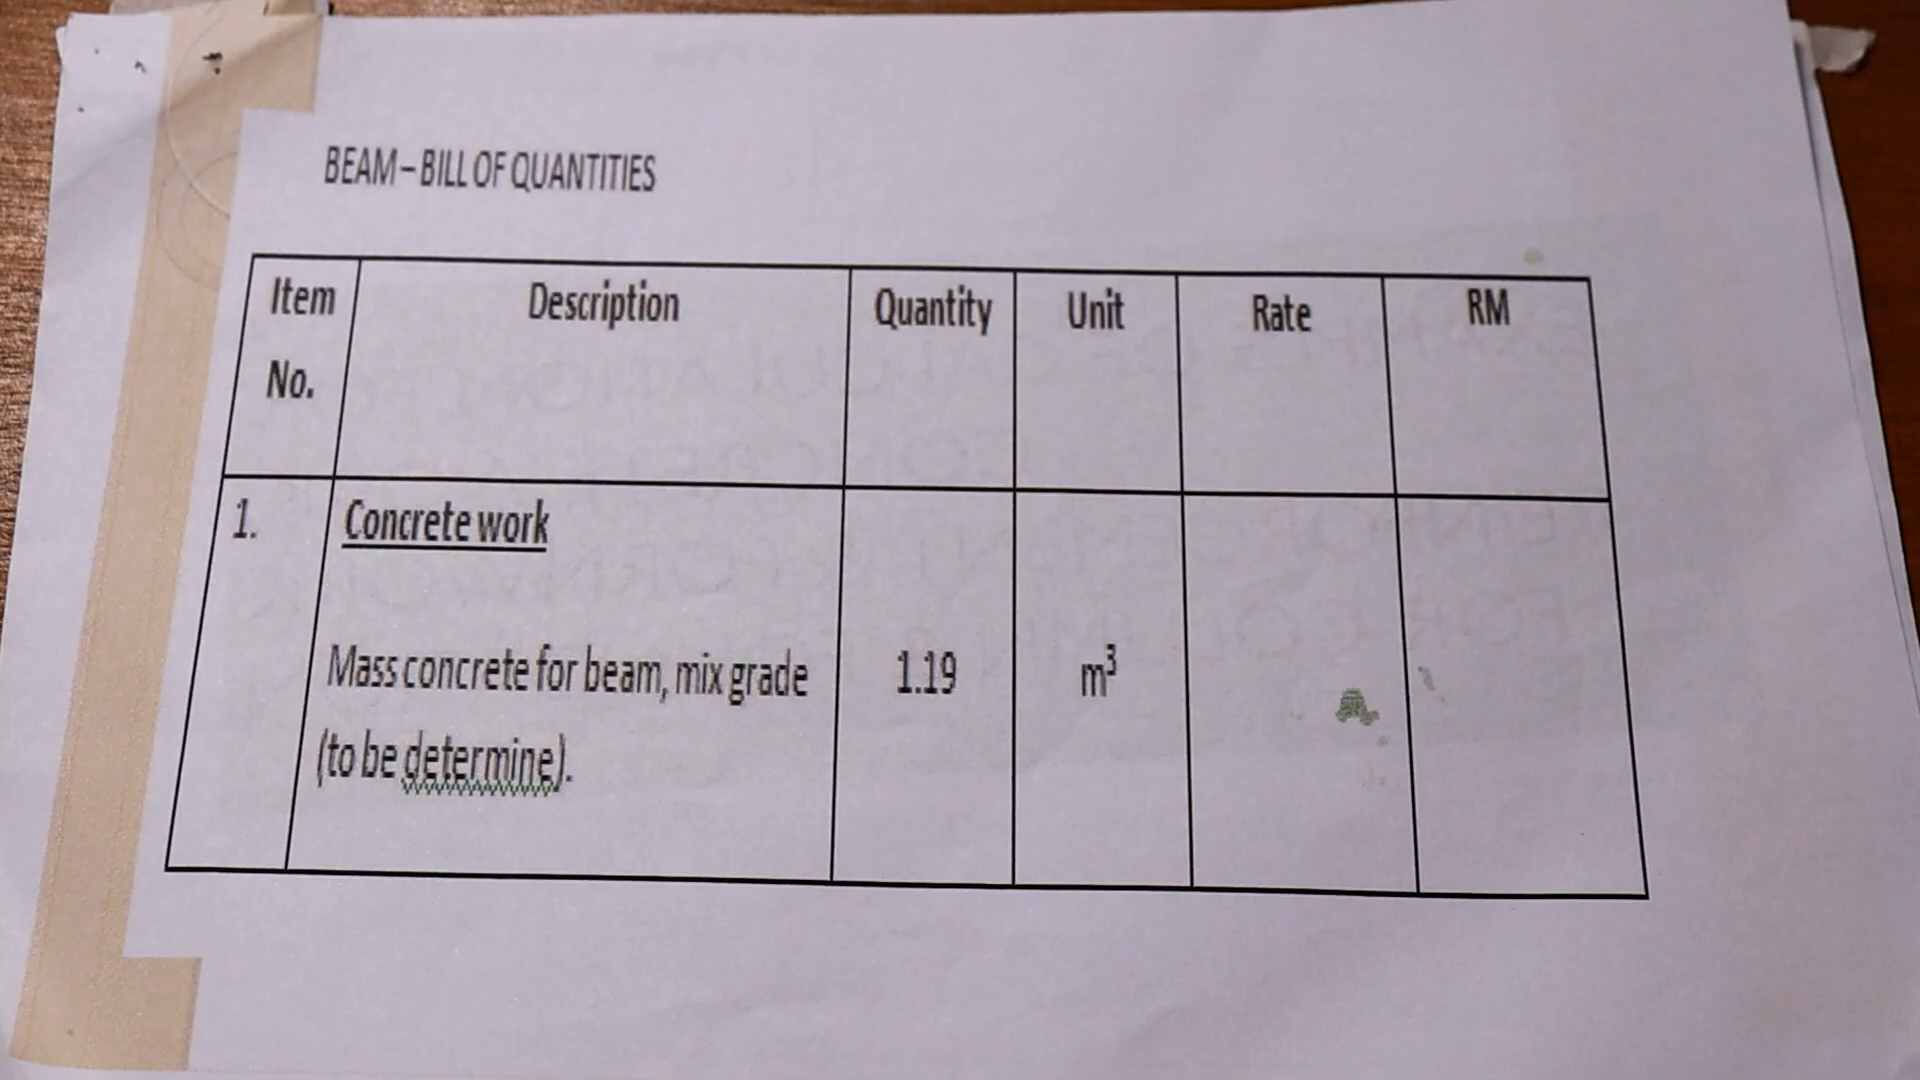 BEAM – BILL OF QUANTITIES
Item No. Description Quantity Unit Rate RM
1. Concrete work
Mass concrete for beam, mix grade 1.19 m³
(to be determine).